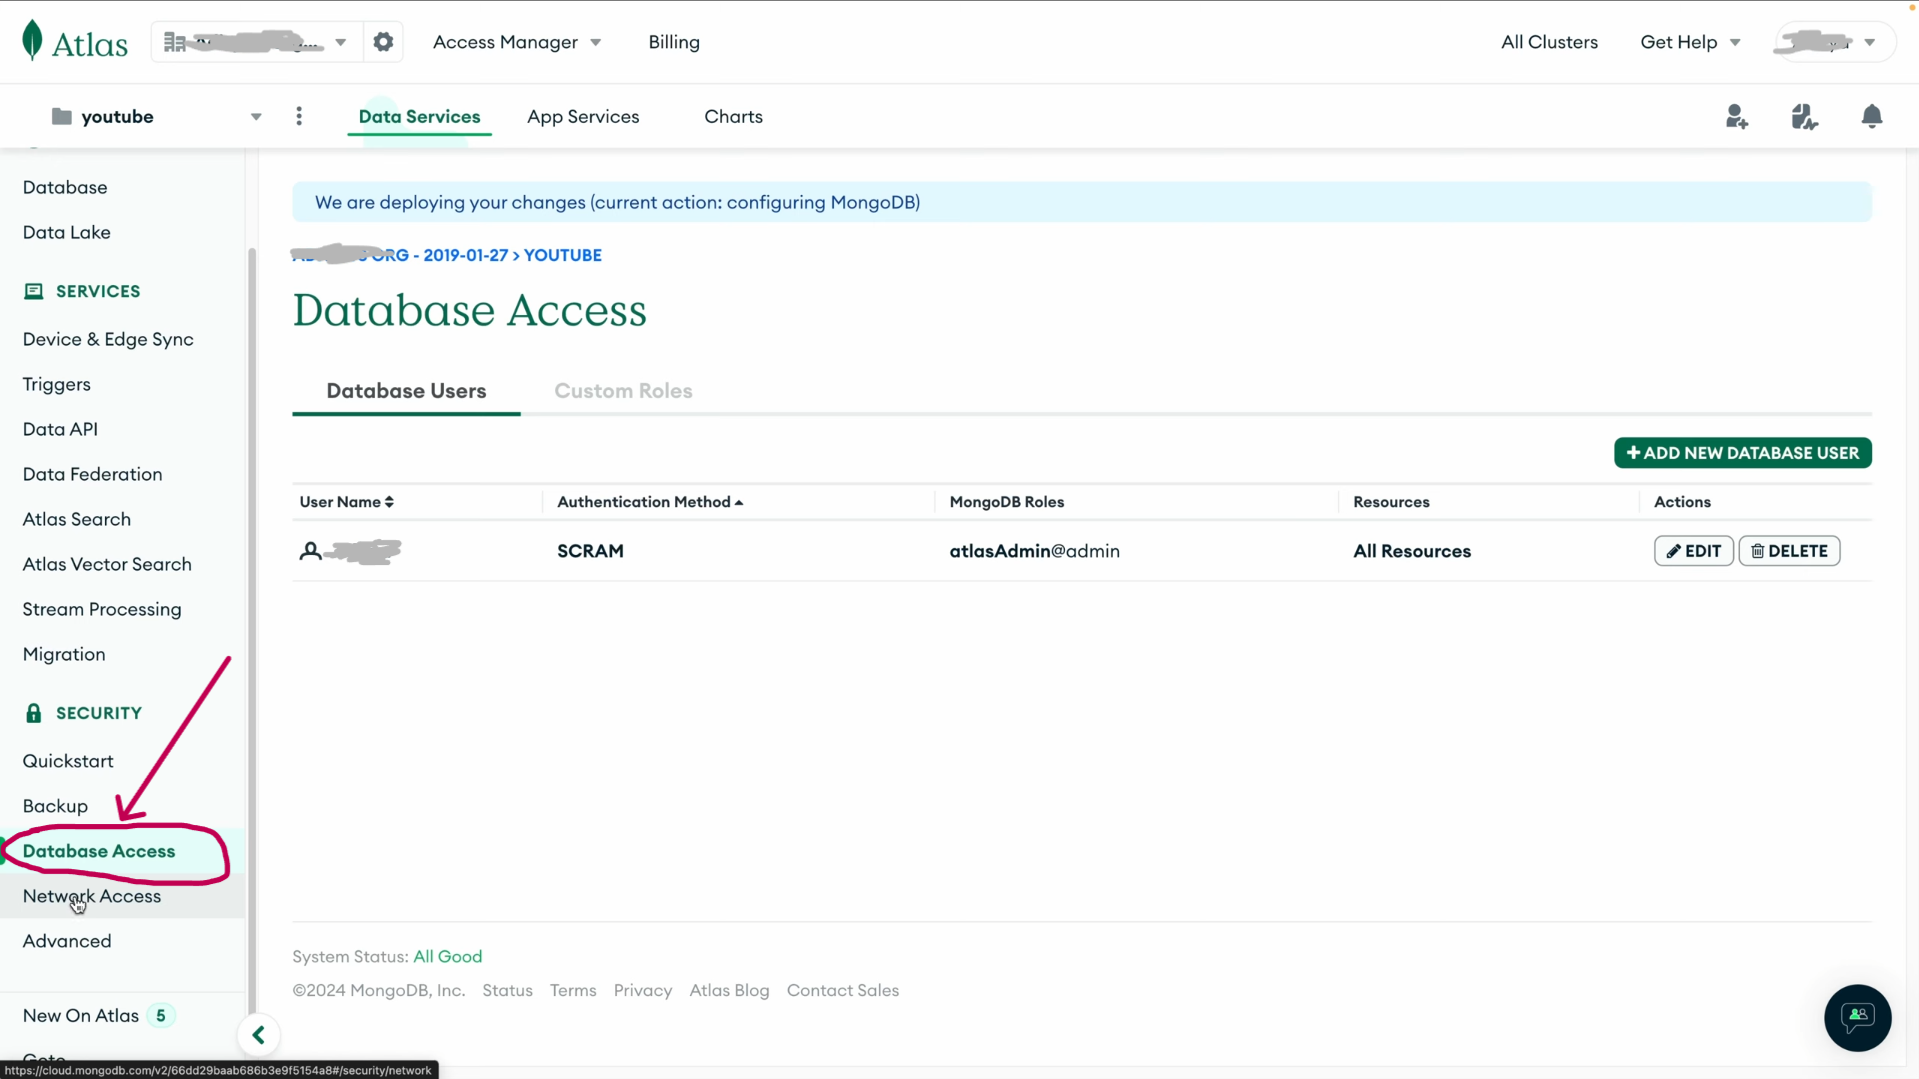 Atlas
Access Manager
Billing
All Clusters
Get Help
youtube
Data Services
App Services
Charts
Database
Data Lake
SERVICES
Device & Edge Sync
Triggers
Data API
Data Federation
Atlas Search
Atlas Vector Search
Stream Processing
Migration
SECURITY
Quickstart
Backup
Database Access
Network Access
Advanced
New On Atlas 5
Goto
We are deploying your changes (current action: configuring MongoDB)
ORG - 2019-01-27 > YOUTUBE
Database Access
Database Users
Custom Roles
+ ADD NEW DATABASE USER
User Name Authentication Method MongoDB Roles Resources Actions
SCRAM atlasAdmin@admin All Resources EDIT DELETE
System Status: All Good
©2024 MongoDB, Inc. Status Terms Privacy Atlas Blog Contact Sales
https://cloud.mongodb.com/v2/66dd29baab686b3e9f5154a8#/security/network